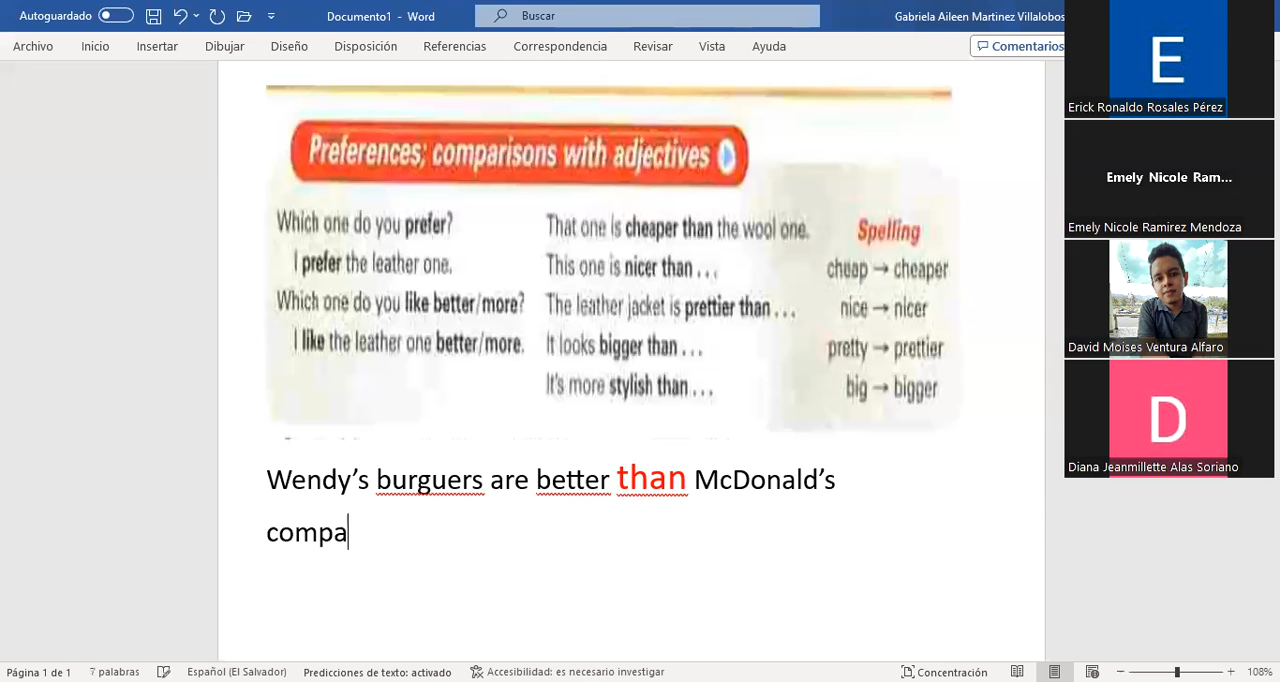 Autoguardado
Documento1 - Word
Buscar
Gabriela Aileen Martinez Villalobos
Archivo Inicio Insertar Dibujar Diseño Disposición Referencias Correspondencia Revisar Vista Ayuda
Comentarios
Preferences; comparisons with adjectives
Which one do you prefer?
I prefer the leather one.
Which one do you like better/more?
I like the leather one better/more.
That one is cheaper than the wool one.
This one is nicer than . . .
The leather jacket is prettier than . . .
It looks bigger than . . .
It's more stylish than . . .
Spelling
cheap → cheaper
nice → nicer
pretty → prettier
big → bigger
Wendy's burguers are better than McDonald's
compa
E
Erick Ronaldo Rosales Pérez
Emely Nicole Ram...
Emely Nicole Ramirez Mendoza
David Moises Ventura Alfaro
D
Diana Jeanmillette Alas Soriano
Página 1 de 1 7 palabras Español (El Salvador) Predicciones de texto: activado Accesibilidad: es necesario investigar Concentración 108%